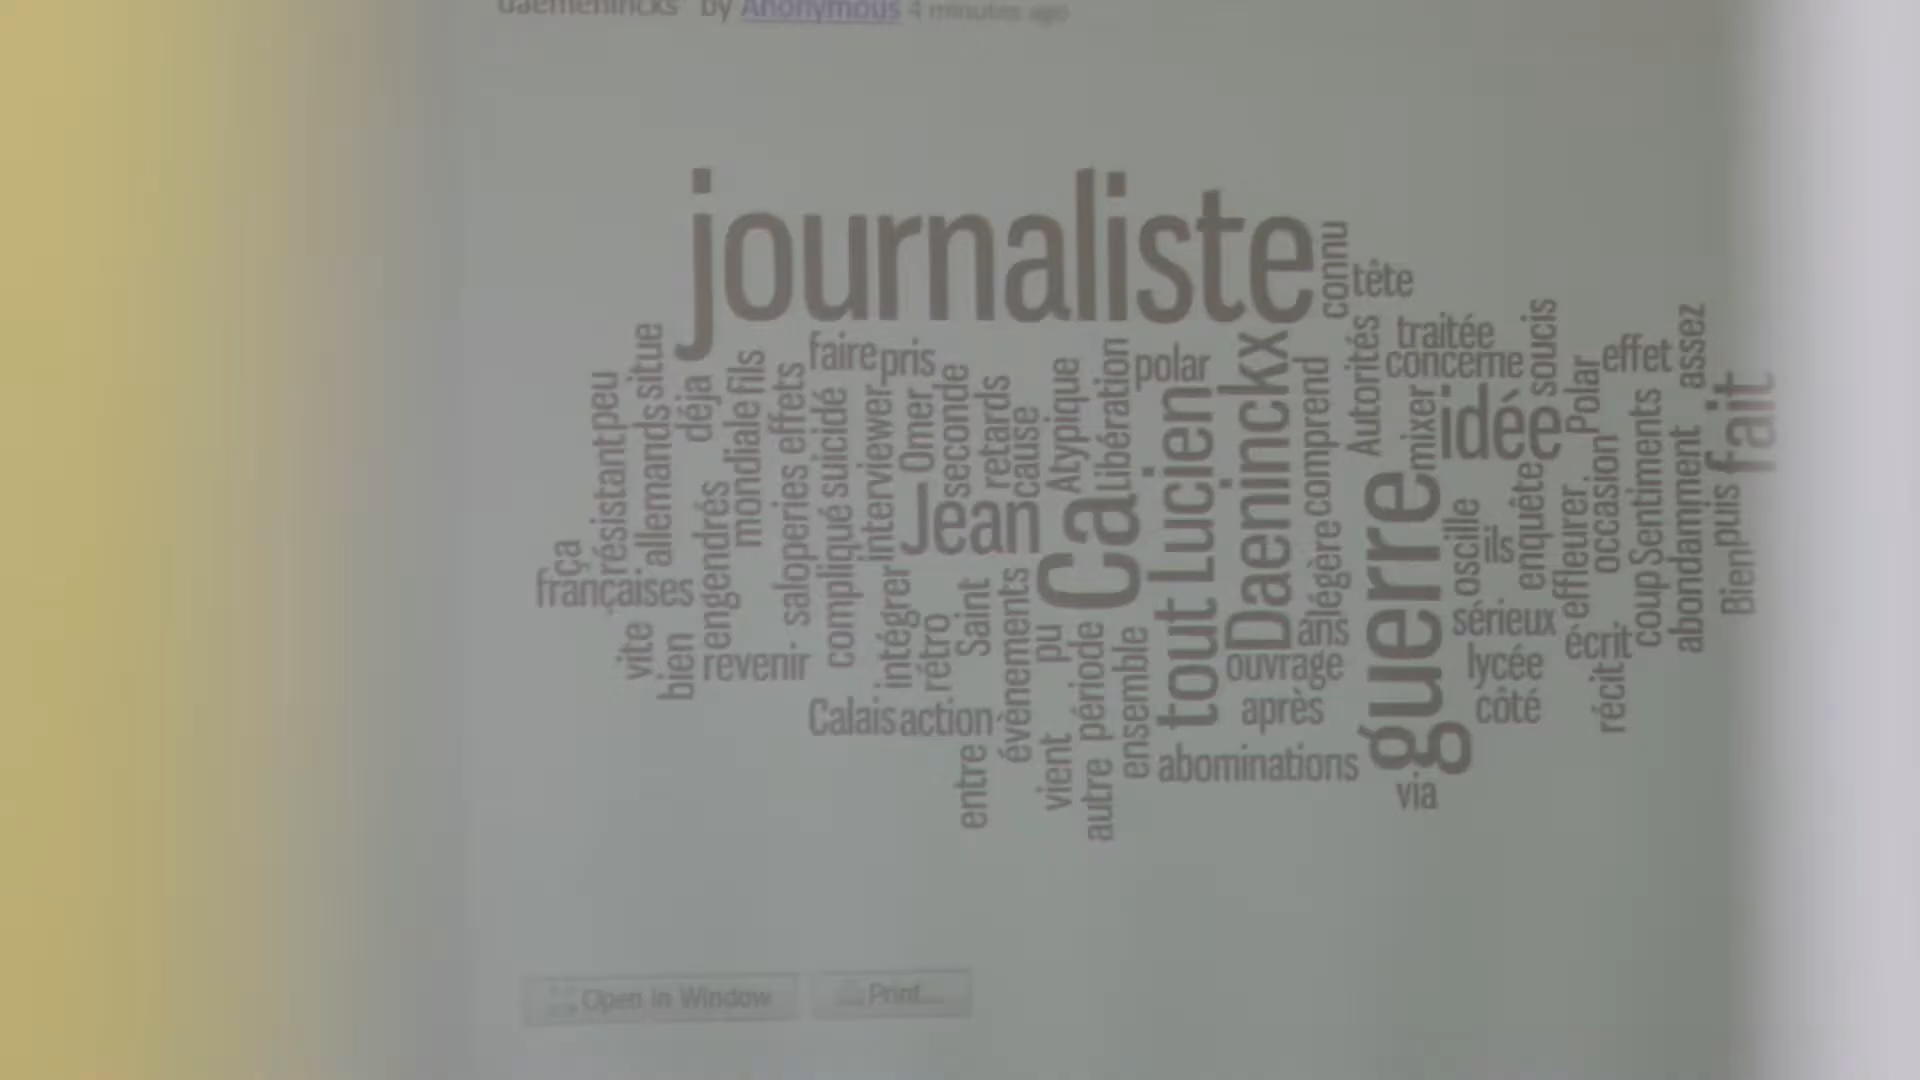 daemenincks" by Anonymous 4 minutes ago
journaliste
connu
tête
traitée
concerne
soucis
effet
assez
fait
Autorités
mixer
idée
Polar
faire
pris
polar
situe
peu
déja
fils
mondiale
effets
suicidé
interviewer
Omer
seconde
retards
cause
Atypique
Libération
Lucien
Daeninckx
comprend
résistant
allemands
engendrés
saloperies
compliqué
Jean
Ca
tout
guerre
légère
oscille
ils
enquête
effleurer.
occasion
Sentiments
coup
abondamment
puis
Bien
ça
françaises
vite
bien
revenir
intégrer
rétro
Saint
évènements
pu
période
ensemble
ans
ouvrage
après
sérieux
lycée
côté
écrit
récit
Calais
action
entre
vient
autre
abominations
via
Open in Window
Print...